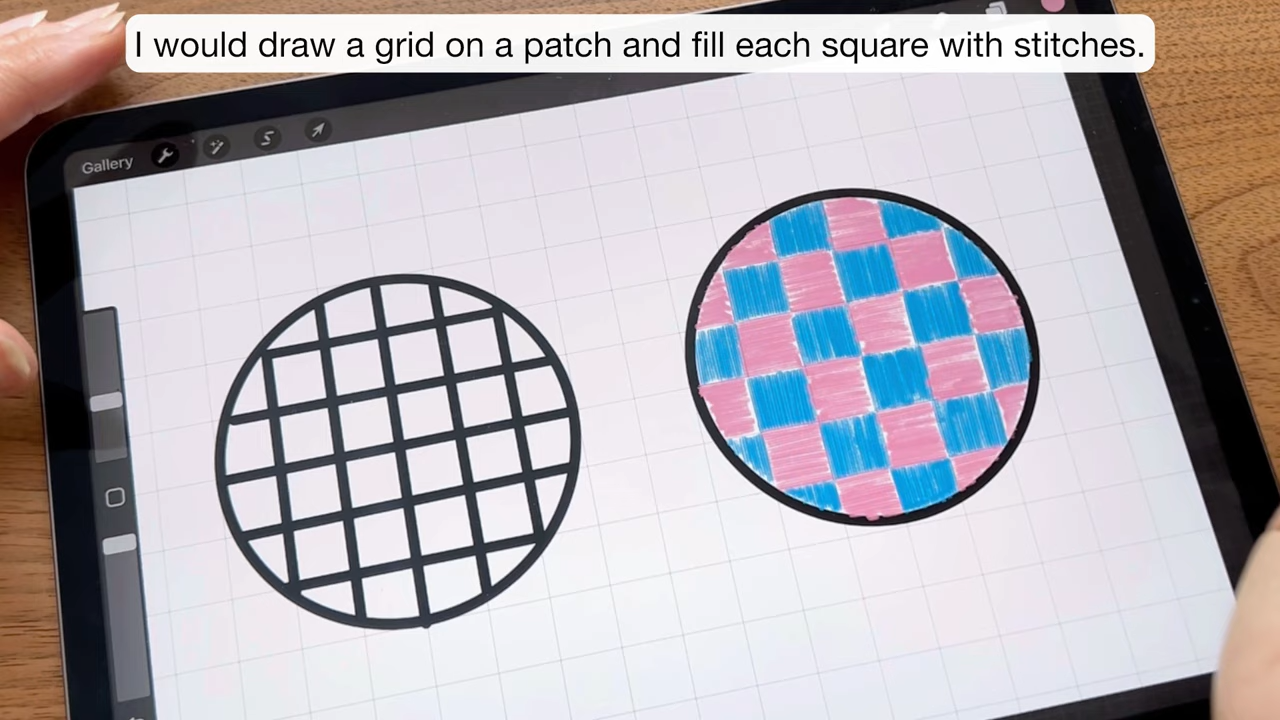 I would draw a grid on a patch and fill each square with stitches.
Gallery